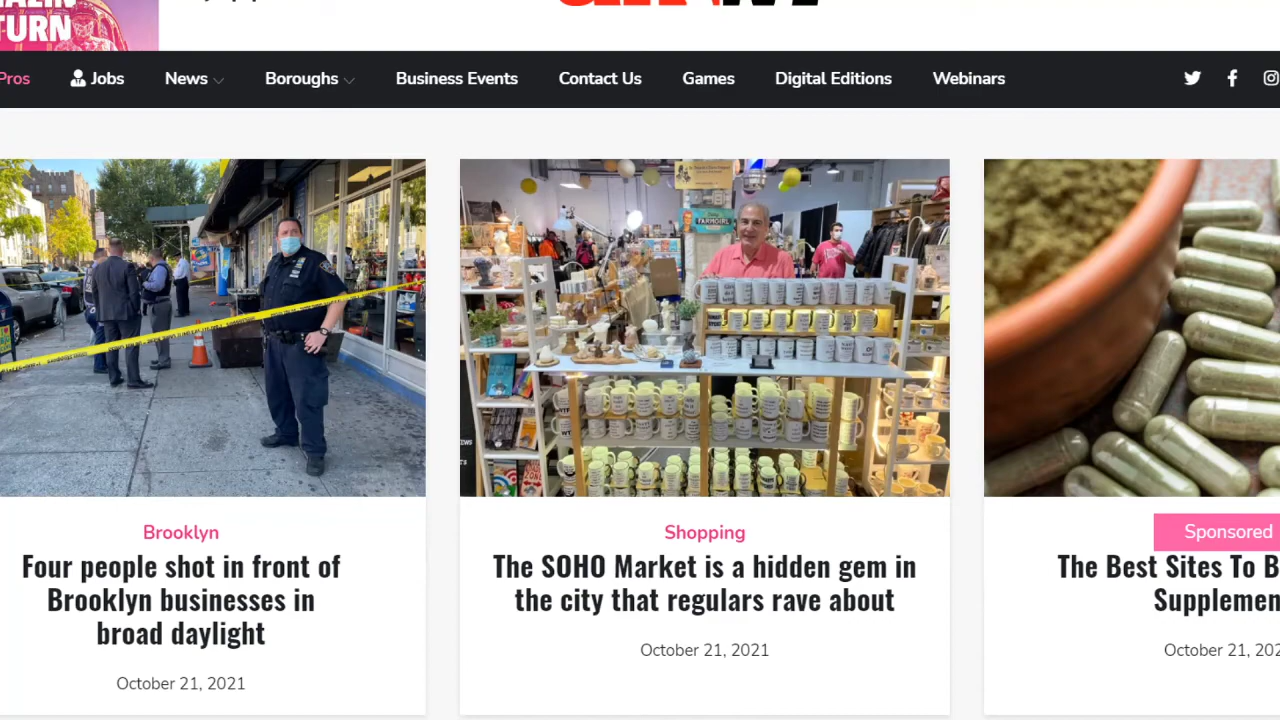 TURN
Pros
Jobs
News
Boroughs
Business Events
Contact Us
Games
Digital Editions
Webinars
FARMGIRL
Brooklyn
Four people shot in front of
Brooklyn businesses in
broad daylight
October 21, 2021
Shopping
The SOHO Market is a hidden gem in
the city that regulars rave about
October 21, 2021
Sponsored
The Best Sites To B
Supplemen
October 21, 202